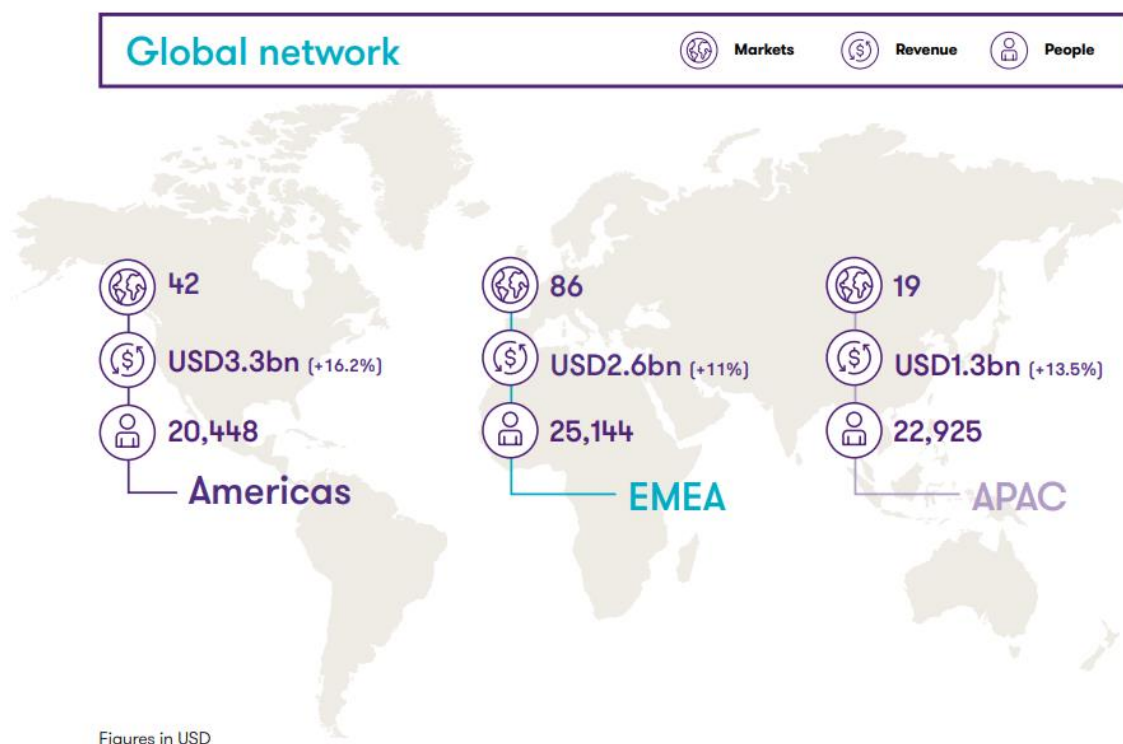 Global network
Markets
Revenue
People
42
USD3.3bn (+16.2%)
20,448
Americas
86
USD2.6bn (+11%)
25,144
EMEA
19
USD1.3bn (+13.5%)
22,925
APAC
Figures in USD